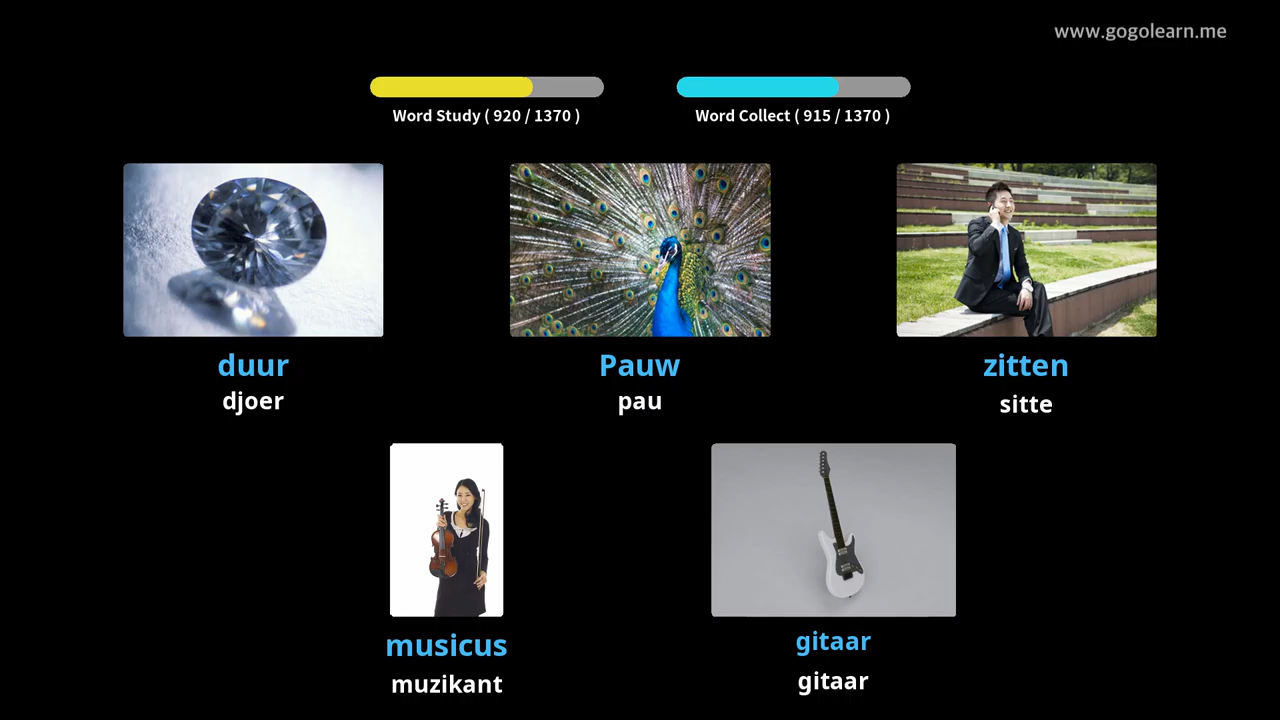 www.gogolearn.me
Word Study ( 920 / 1370 )
Word Collect ( 915 / 1370 )
duur
djoer
Pauw
pau
zitten
sitte
musicus
muzikant
gitaar
gitaar